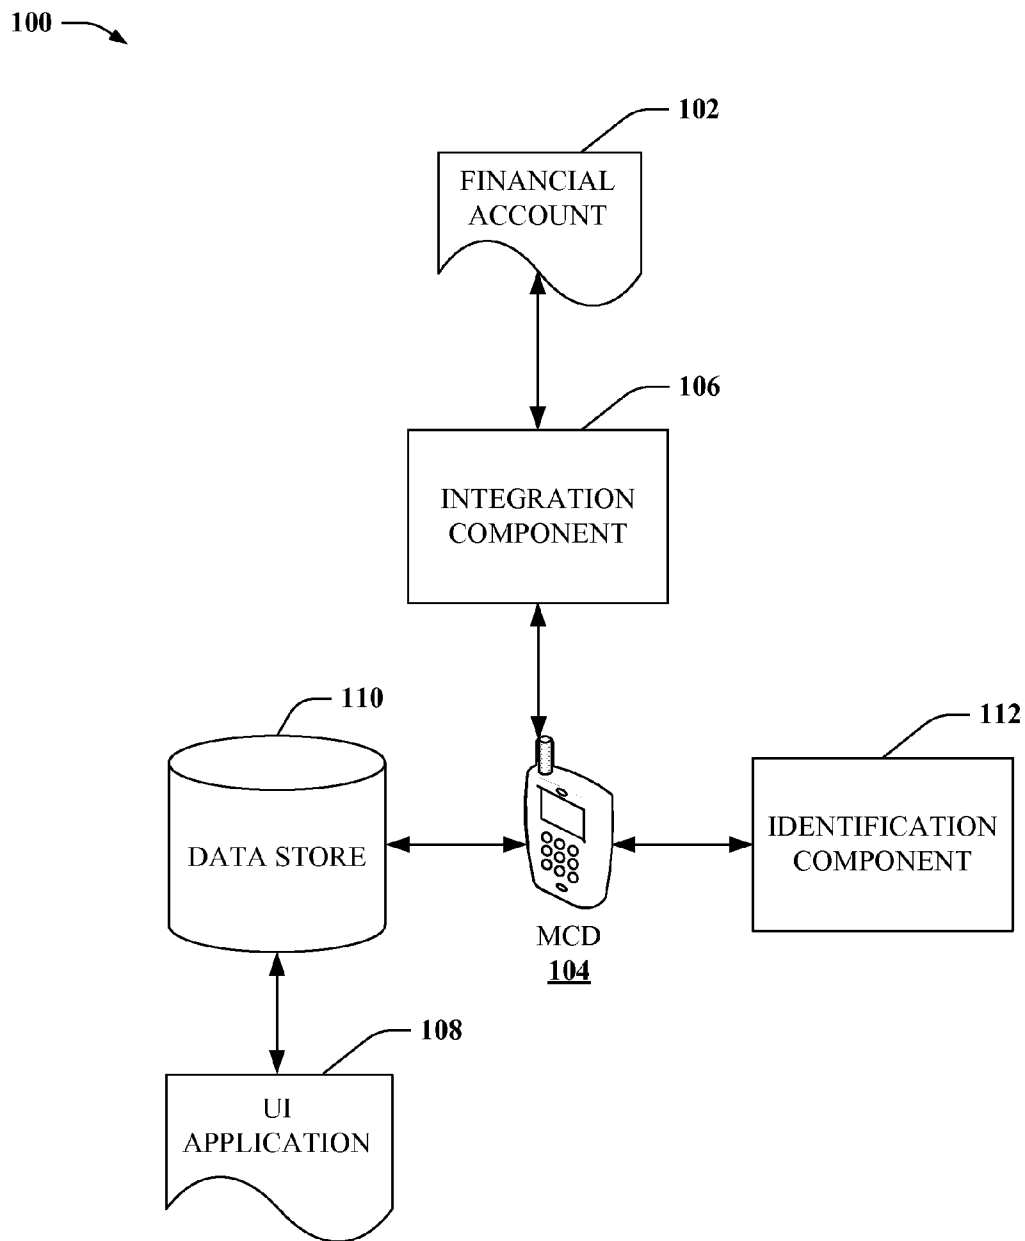 100
102
FINANCIAL
ACCOUNT
106
INTEGRATION
COMPONENT
110
112
DATA STORE
IDENTIFICATION
COMPONENT
MCD
104
108
UI
APPLICATION